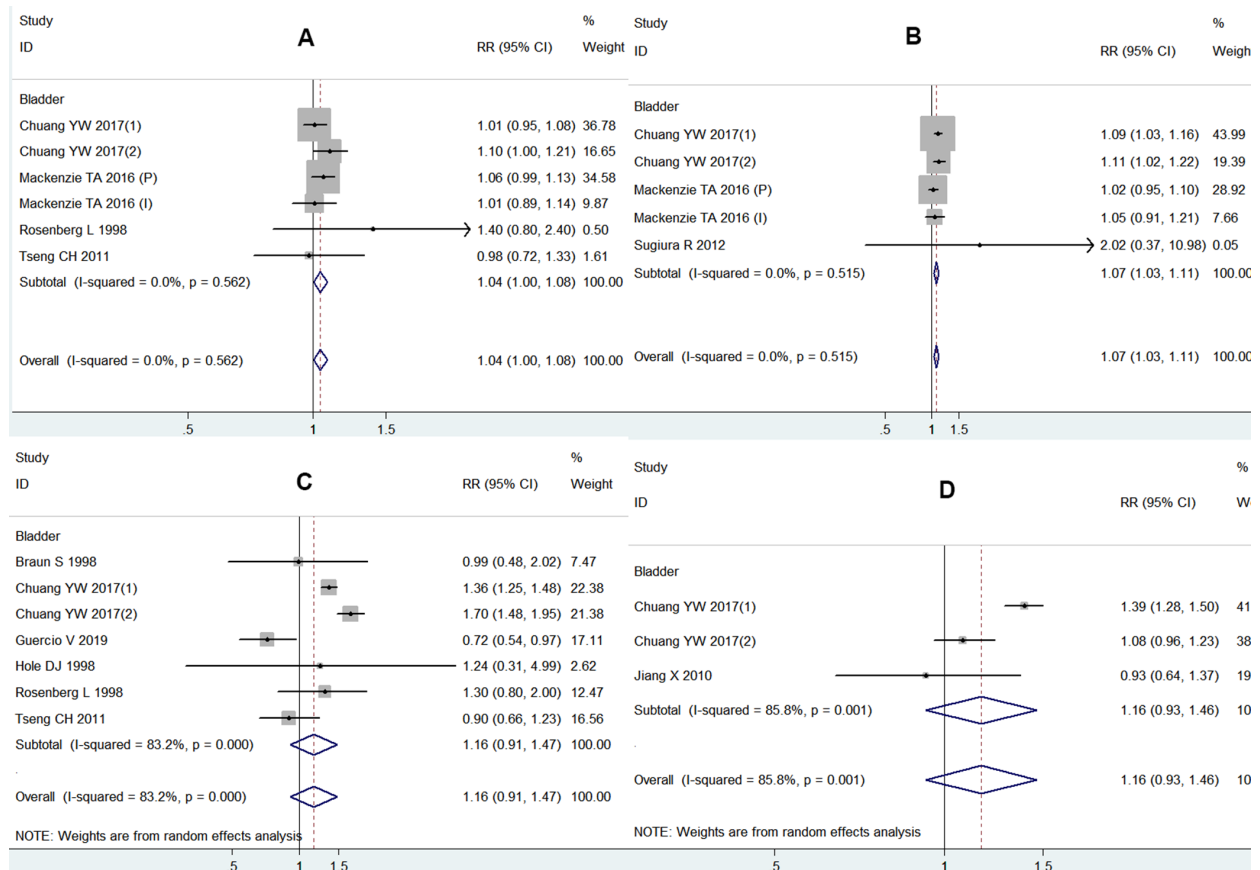 Study %
A
ID RR (95% CI) Weight
Bladder
Chuang YW 2017(1) 1.01 (0.95, 1.08) 36.78
Chuang YW 2017(2) 1.10 (1.00, 1.21) 16.65
Mackenzie TA 2016 (P) 1.06 (0.99, 1.13) 34.58
Mackenzie TA 2016 (I) 1.01 (0.89, 1.14) 9.87
Rosenberg L 1998 1.40 (0.80, 2.40) 0.50
Tseng CH 2011 0.98 (0.72, 1.33) 1.61
Subtotal (I-squared = 0.0%, p = 0.562) 1.04 (1.00, 1.08) 100.00
Overall (I-squared = 0.0%, p = 0.562) 1.04 (1.00, 1.08) 100.00
.5 1 1.5
Study %
B
ID RR (95% CI) Weight
Bladder
Chuang YW 2017(1) 1.09 (1.03, 1.16) 43.99
Chuang YW 2017(2) 1.11 (1.02, 1.22) 19.39
Mackenzie TA 2016 (P) 1.02 (0.95, 1.10) 28.92
Mackenzie TA 2016 (I) 1.05 (0.91, 1.21) 7.66
Sugiura R 2012 2.02 (0.37, 10.98) 0.05
Subtotal (I-squared = 0.0%, p = 0.515) 1.07 (1.03, 1.11) 100.00
Overall (I-squared = 0.0%, p = 0.515) 1.07 (1.03, 1.11) 100.00
.5 1 1.5
Study %
C
ID RR (95% CI) Weight
Bladder
Braun S 1998 0.99 (0.48, 2.02) 7.47
Chuang YW 2017(1) 1.36 (1.25, 1.48) 22.38
Chuang YW 2017(2) 1.70 (1.48, 1.95) 21.38
Guercio V 2019 0.72 (0.54, 0.97) 17.11
Hole DJ 1998 1.24 (0.31, 4.99) 2.62
Rosenberg L 1998 1.30 (0.80, 2.00) 12.47
Tseng CH 2011 0.90 (0.66, 1.23) 16.56
Subtotal (I-squared = 83.2%, p = 0.000) 1.16 (0.91, 1.47) 100.00
.
Overall (I-squared = 83.2%, p = 0.000) 1.16 (0.91, 1.47) 100.00
NOTE: Weights are from random effects analysis
.5 1 1.5
Study %
D
ID RR (95% CI) We
Bladder
Chuang YW 2017(1) 1.39 (1.28, 1.50) 41
Chuang YW 2017(2) 1.08 (0.96, 1.23) 38
Jiang X 2010 0.93 (0.64, 1.37) 19
Subtotal (I-squared = 85.8%, p = 0.001) 1.16 (0.93, 1.46) 10
.
Overall (I-squared = 85.8%, p = 0.001) 1.16 (0.93, 1.46) 10
NOTE: Weights are from random effects analysis
.5 1 1.5